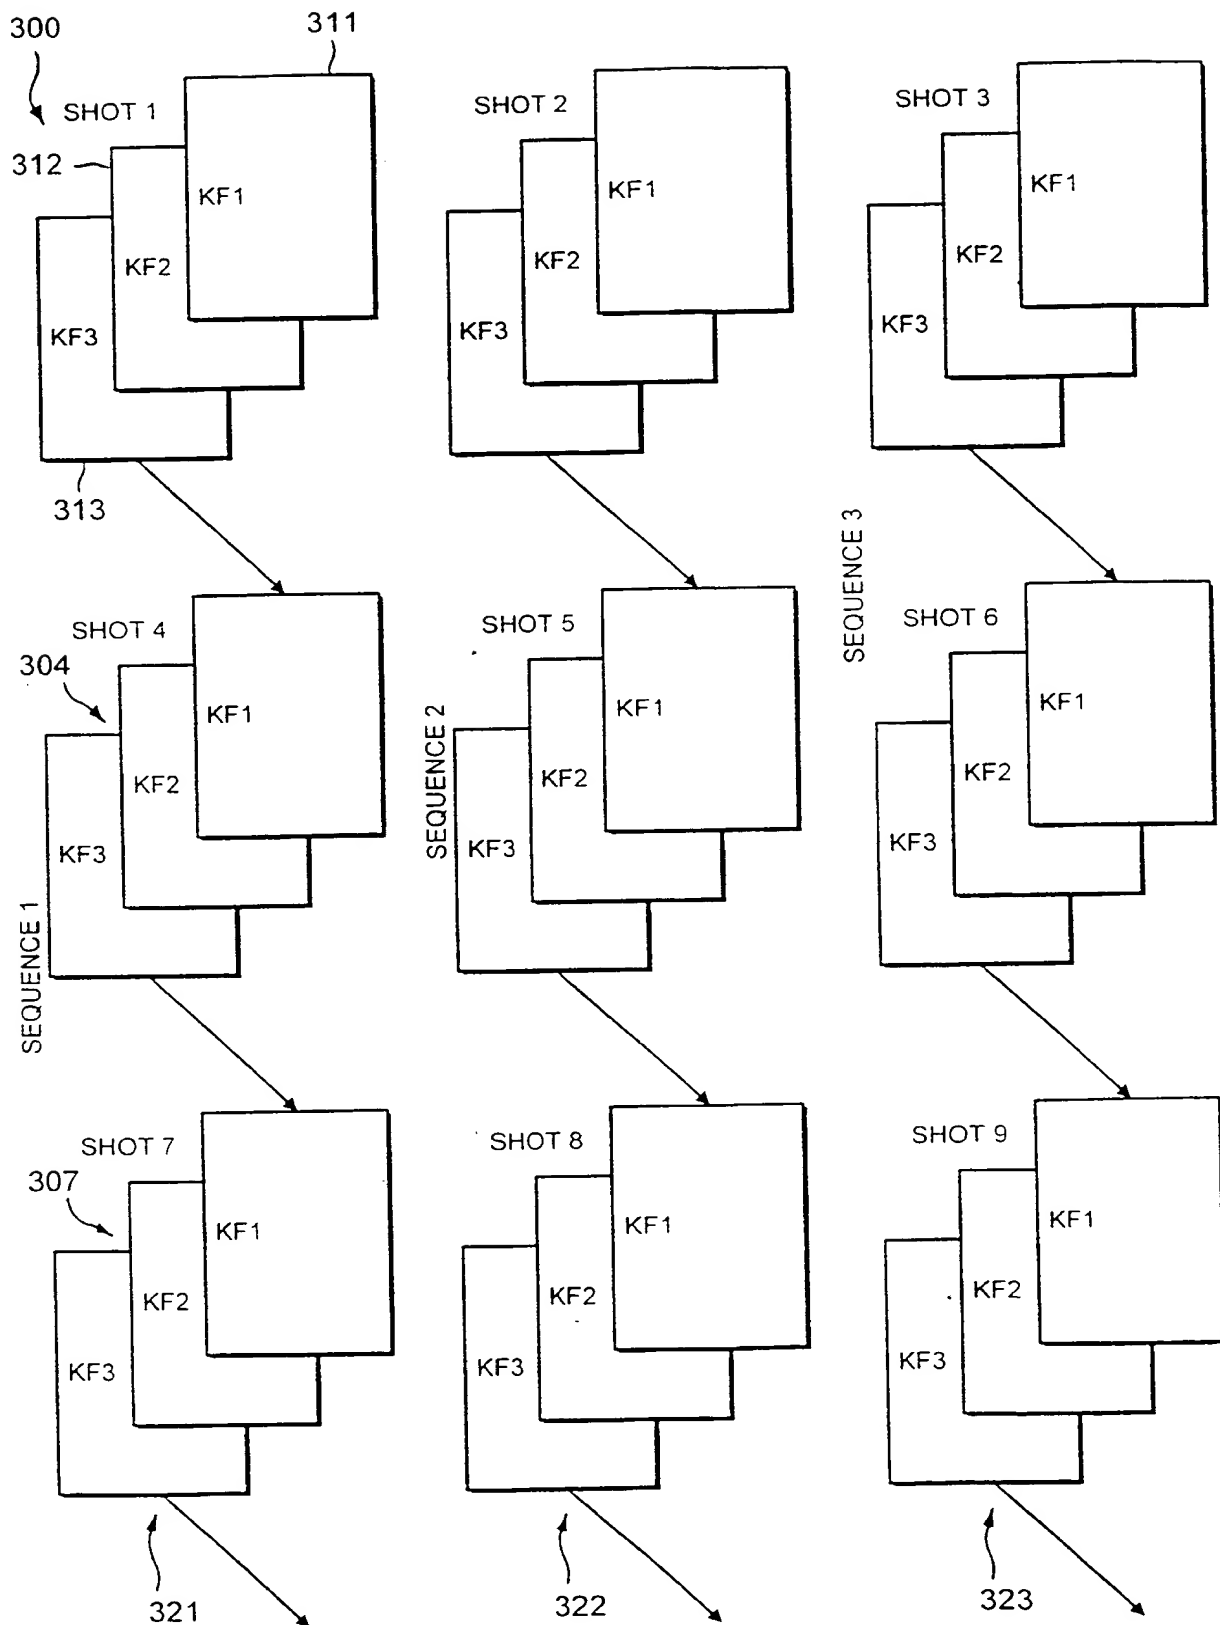 300
311
SHOT 1
SHOT 2
SHOT 3
312
KF1
KF1
KF1
KF2
KF2
KF2
KF3
KF3
KF3
313
SEQUENCE 1
SEQUENCE 2
SEQUENCE 3
SHOT 4
SHOT 5
SHOT 6
304
KF1
KF1
KF1
KF2
KF2
KF2
KF3
KF3
KF3
SHOT 7
SHOT 8
SHOT 9
307
KF1
KF1
KF1
KF2
KF2
KF2
KF3
KF3
KF3
321
322
323